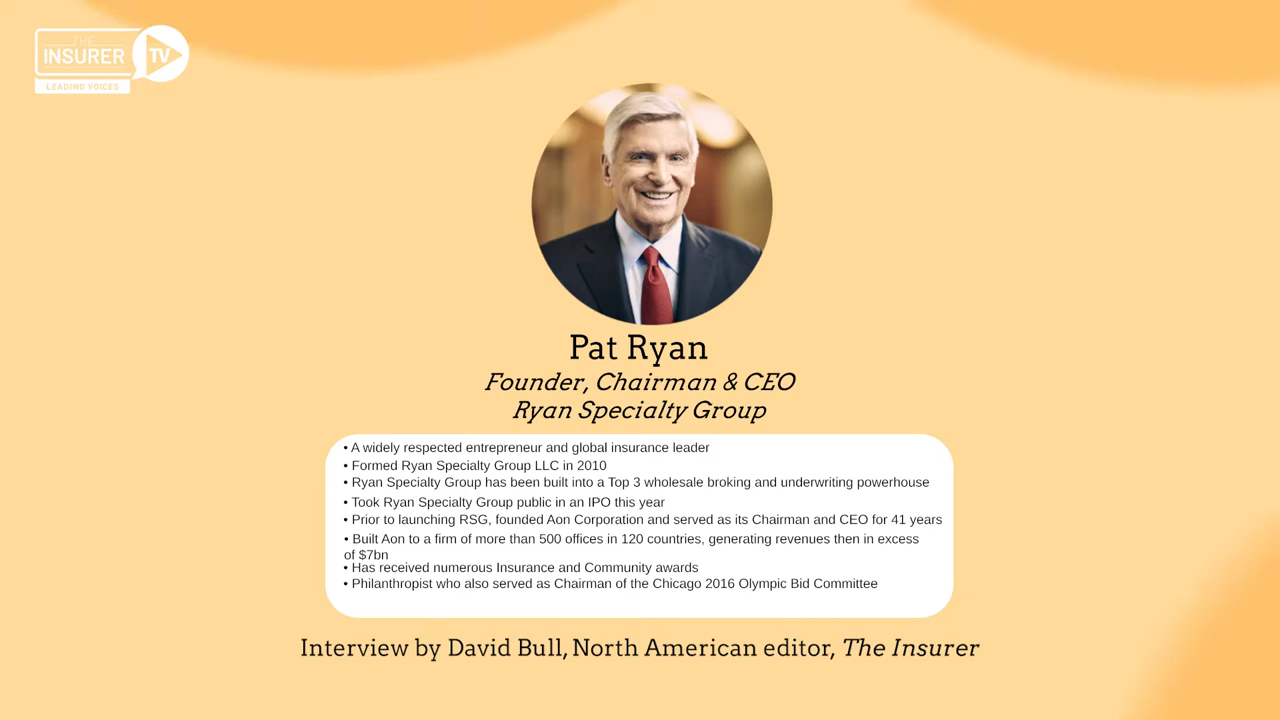 THE
INSURER
TV
LEADING VOICES
Pat Ryan
Founder, Chairman & CEO
Ryan Specialty Group
• A widely respected entrepreneur and global insurance leader
• Formed Ryan Specialty Group LLC in 2010
• Ryan Specialty Group has been built into a Top 3 wholesale broking and underwriting powerhouse
• Took Ryan Specialty Group public in an IPO this year
• Prior to launching RSG, founded Aon Corporation and served as its Chairman and CEO for 41 years
• Built Aon to a firm of more than 500 offices in 120 countries, generating revenues then in excess
of $7bn
• Has received numerous Insurance and Community awards
• Philanthropist who also served as Chairman of the Chicago 2016 Olympic Bid Committee
Interview by David Bull, North American editor, The Insurer